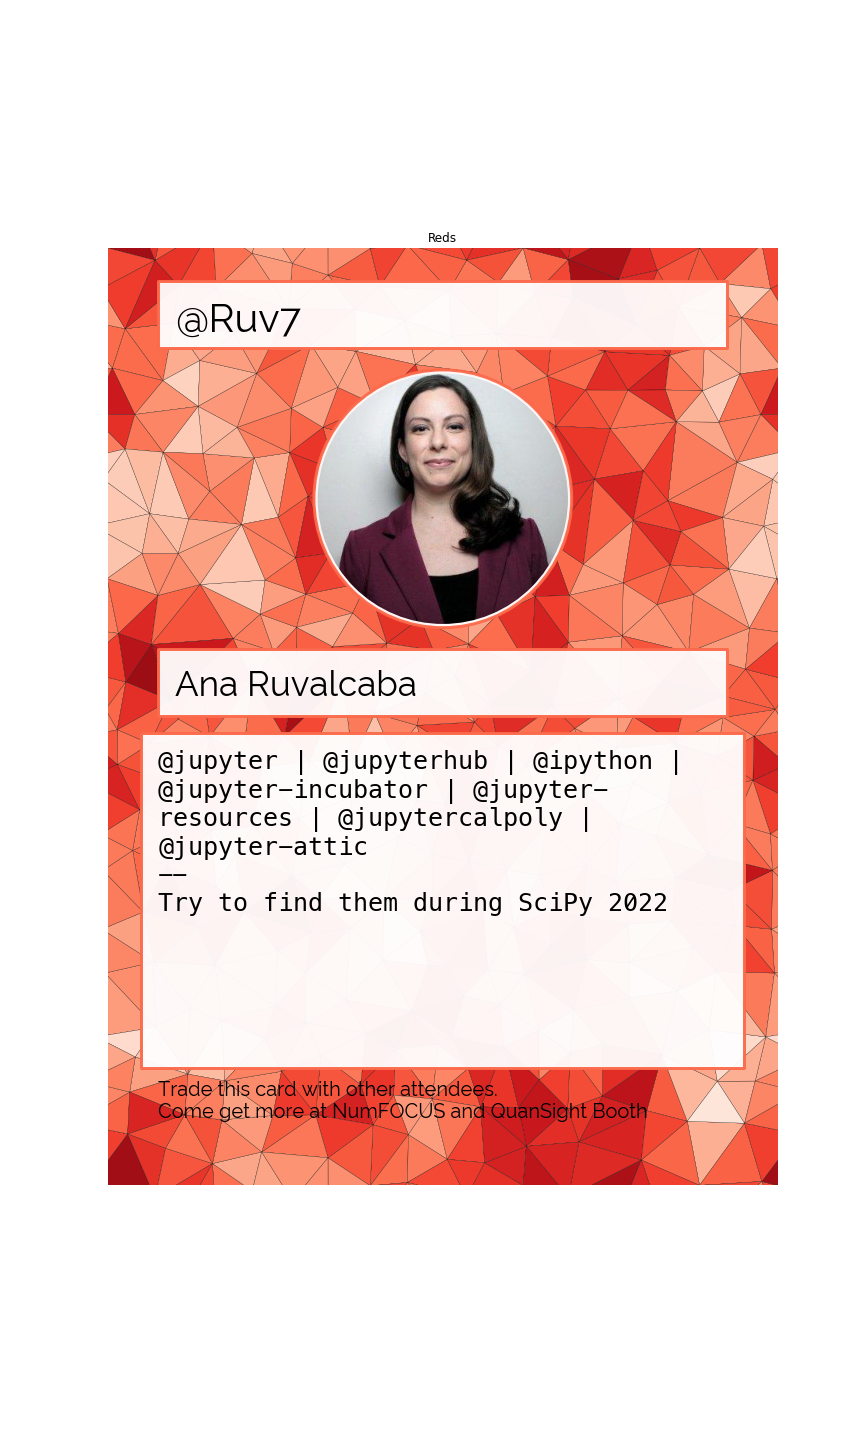 Reds
@Ruv7
Ana Ruvalcaba
@jupyter | @jupyterhub | @ipython |
@jupyter−incubator | @jupyter−
resources | @jupytercalpoly |
@jupyter−attic
−−
Try to find them during SciPy 2022
Trade this card with other attendees.
Come get more at NumFOCUS and QuanSight Booth